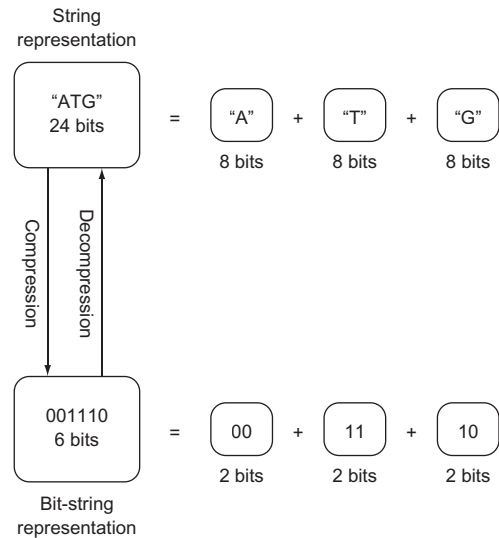 String
representation
“ATG”
24 bits
= “A” + “T” + “G”
8 bits 8 bits 8 bits
Compression
Decompression
001110
6 bits
= 00 + 11 + 10
2 bits 2 bits 2 bits
Bit-string
representation